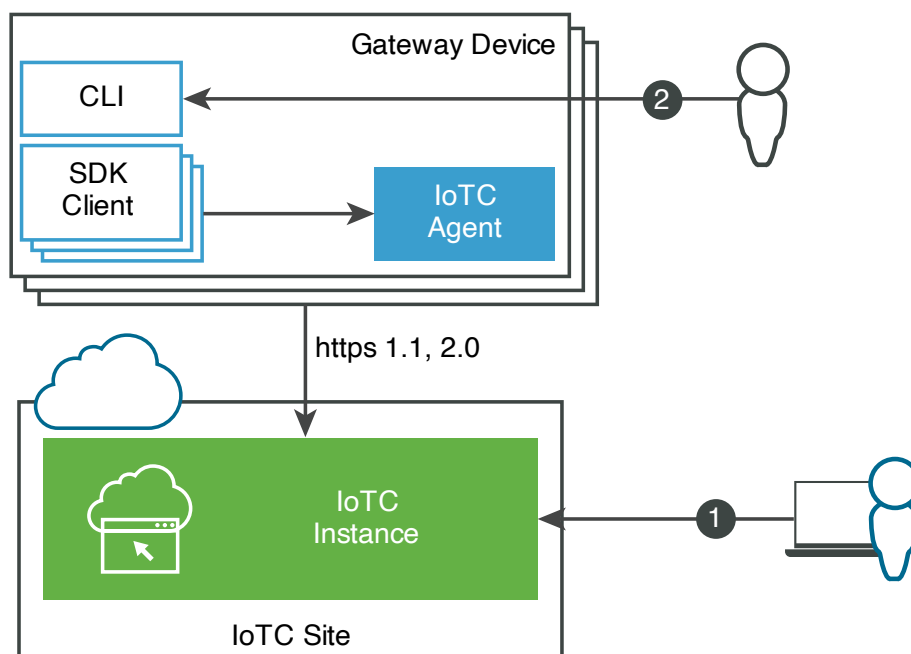 Gateway Device
CLI
2
SDK
Client
IoTC
Agent
https 1.1, 2.0
IoTC
Instance
1
IoTC Site